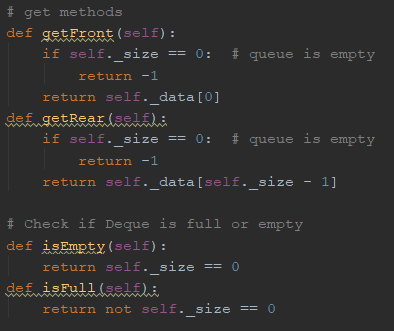 # get methods
def getFront(self):
    if self._size == 0:  # queue is empty
        return -1
    return self._data[0]
def getRear(self):
    if self._size == 0:  # queue is empty
        return -1
    return self._data[self._size - 1]

# Check if Deque is full or empty
def isEmpty(self):
    return self._size == 0
def isFull(self):
    return not self._size == 0